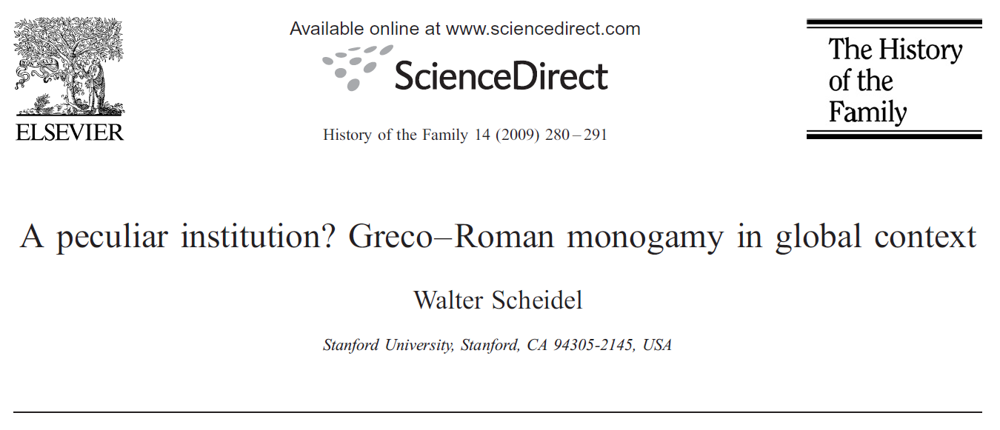 Available online at www.sciencedirect.com
ScienceDirect
ELSEVIER
History of the Family 14 (2009) 280–291
The History
of the
Family
A peculiar institution? Greco–Roman monogamy in global context
Walter Scheidel
Stanford University, Stanford, CA 94305-2145, USA